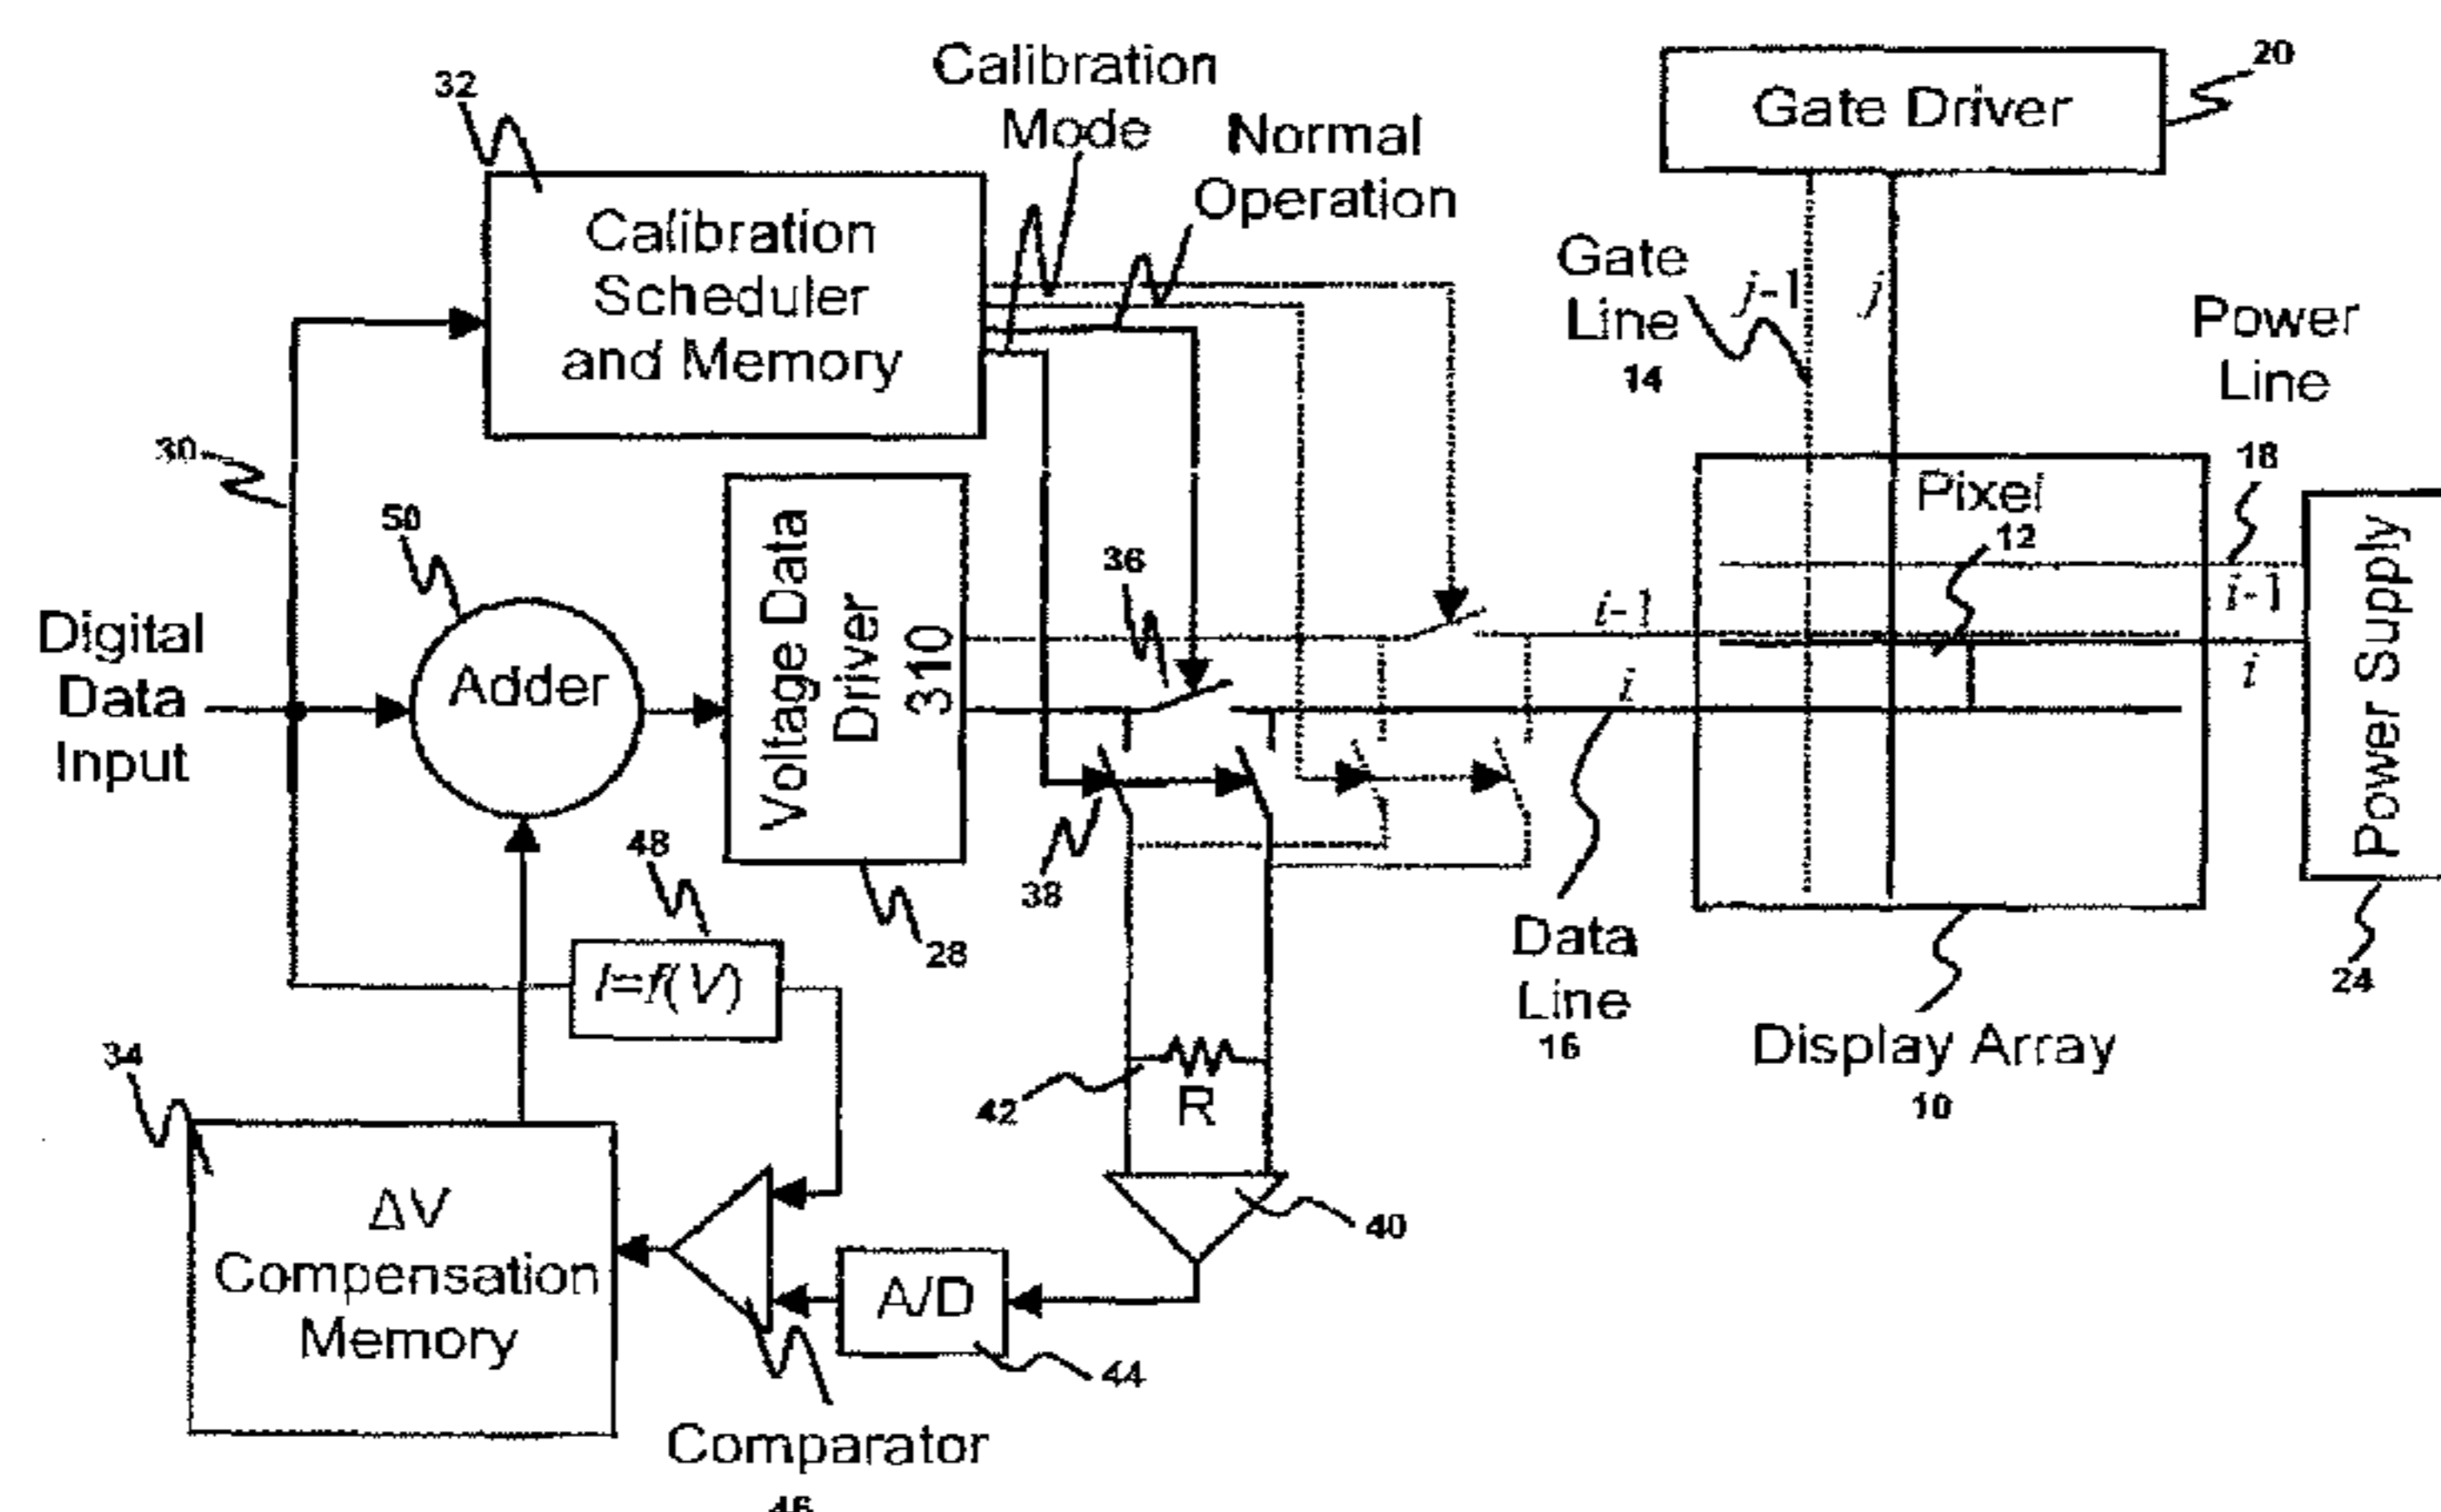 Calibration
Mode
Normal
Operation
32
Calibration
Scheduler
and Memory
Gate Driver
20
Gate
Line
14
j-1
j
Power
Line
18
30
50
Adder
Digital
Data
Input
Voltage Data
Driver
310
28
36
38
i-1
i
Pixel
12
i-1
i
Power Supply
24
48
I=f(V)
Data
Line
16
Display Array
10
34
ΔV
Compensation
Memory
42
R
40
A/D
44
Comparator
46